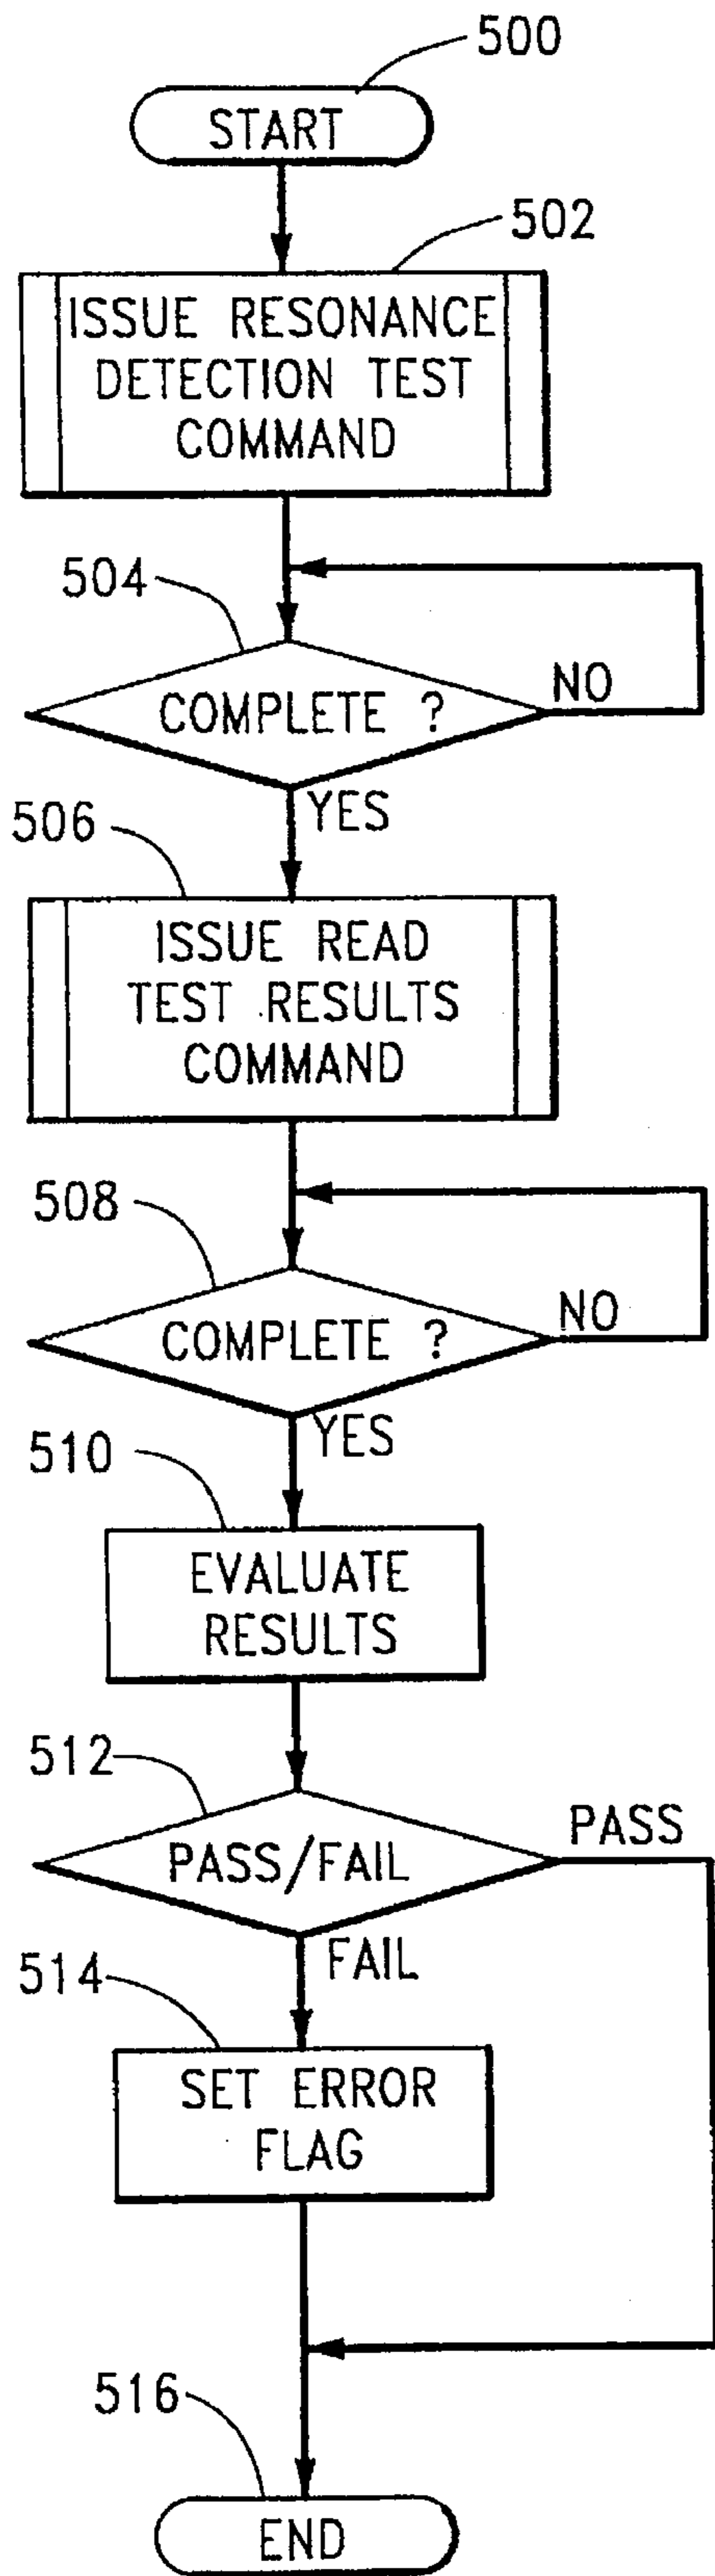 500
START
502
ISSUE RESONANCE
DETECTION TEST
COMMAND
504
COMPLETE ?
NO
YES
506
ISSUE READ
TEST RESULTS
COMMAND
508
COMPLETE ?
NO
YES
510
EVALUATE
RESULTS
512
PASS/FAIL
PASS
FAIL
514
SET ERROR
FLAG
516
END